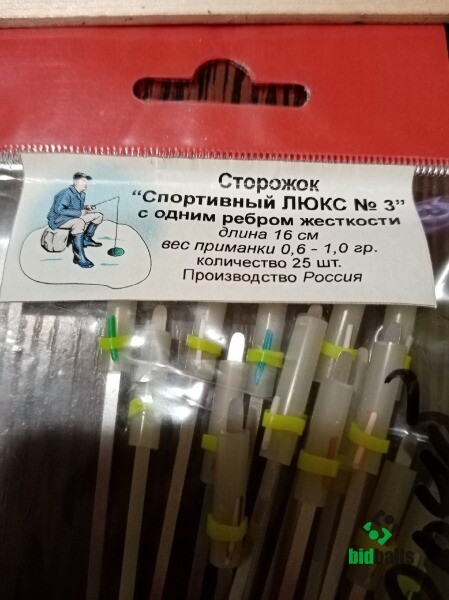 Сторожок
“Спортивный ЛЮКС № 3”
с одним ребром жесткости
длина 16 см
вес приманки 0,6 - 1,0 гр.
количество 25 шт.
Производство Россия
bidballs